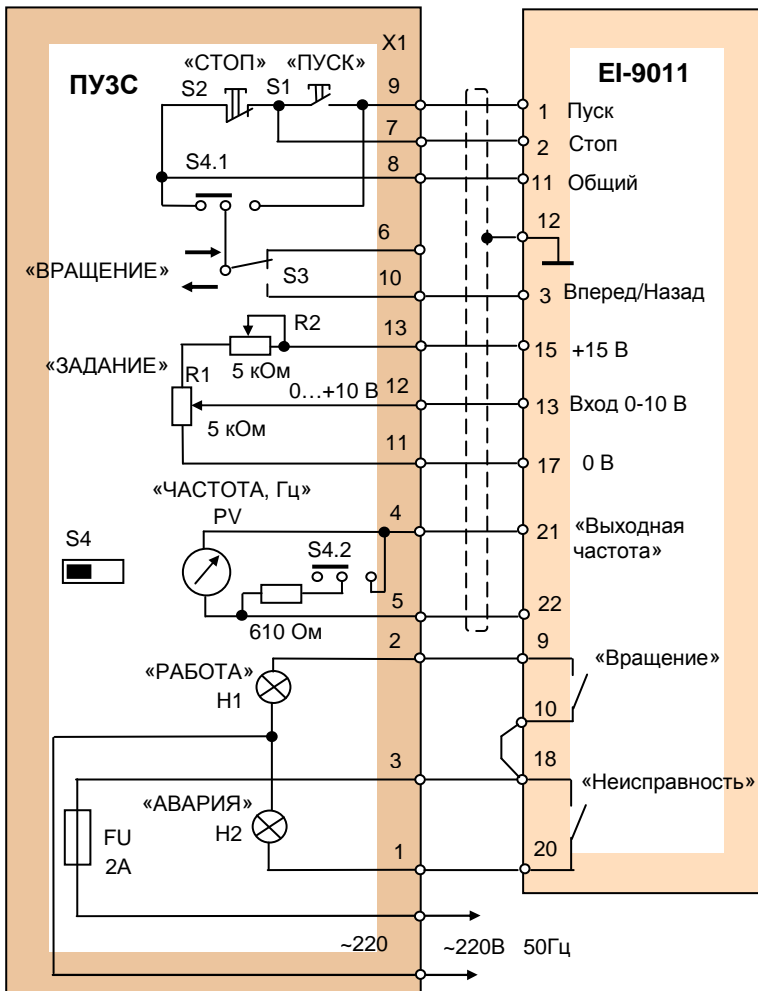 X1
ПУ3С
EI-9011
«СТОП» «ПУСК»
S2 S1 9
1 Пуск
7
2 Стоп
S4.1
8
11 Общий
12
6
«ВРАЩЕНИЕ»
S3
10
3 Вперед/Назад
R2
13
15 +15 В
«ЗАДАНИЕ»
R1
5 кОм
0…+10 В 12
13 Вход 0-10 В
5 кОм
11
17 0 В
«ЧАСТОТА, Гц»
PV
4
21 «Выходная
частота»
S4
S4.2
5
22
610 Ом
2
9
«Вращение»
«РАБОТА»
H1
10
3
18
«Неисправность»
«АВАРИЯ»
H2
FU
2А
1
20
~220 ~220В 50Гц